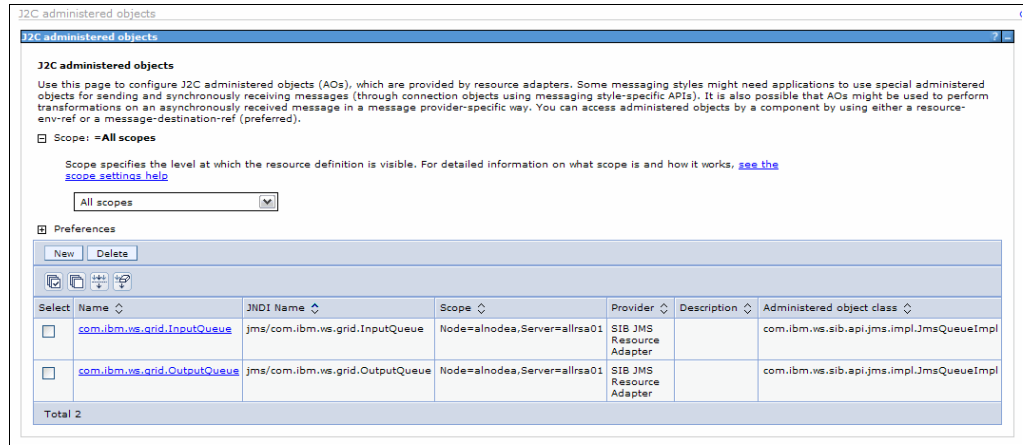 J2C administered objects
J2C administered objects ? _
J2C administered objects
Use this page to configure J2C administered objects (AOs), which are provided by resource adapters. Some messaging styles might need applications to use special administered
objects for sending and synchronously receiving messages (through connection objects using messaging style-specific APIs). It is also possible that AOs might be used to perform
transformations on an asynchronously received message in a message provider-specific way. You can access administered objects by a component by using either a resource-
env-ref or a message-destination-ref (preferred).
Scope: =All scopes
Scope specifies the level at which the resource definition is visible. For detailed information on what scope is and how it works, see the
scope settings help
All scopes
Preferences
New Delete
Select Name JNDI Name Scope Provider Description Administered object class
com.ibm.ws.grid.InputQueue jms/com.ibm.ws.grid.InputQueue Node=alnodea,Server=allrsa01 SIB JMS com.ibm.ws.sib.api.jms.impl.JmsQueueImpl
Resource
Adapter
com.ibm.ws.grid.OutputQueue jms/com.ibm.ws.grid.OutputQueue Node=alnodea,Server=allrsa01 SIB JMS com.ibm.ws.sib.api.jms.impl.JmsQueueImpl
Resource
Adapter
Total 2